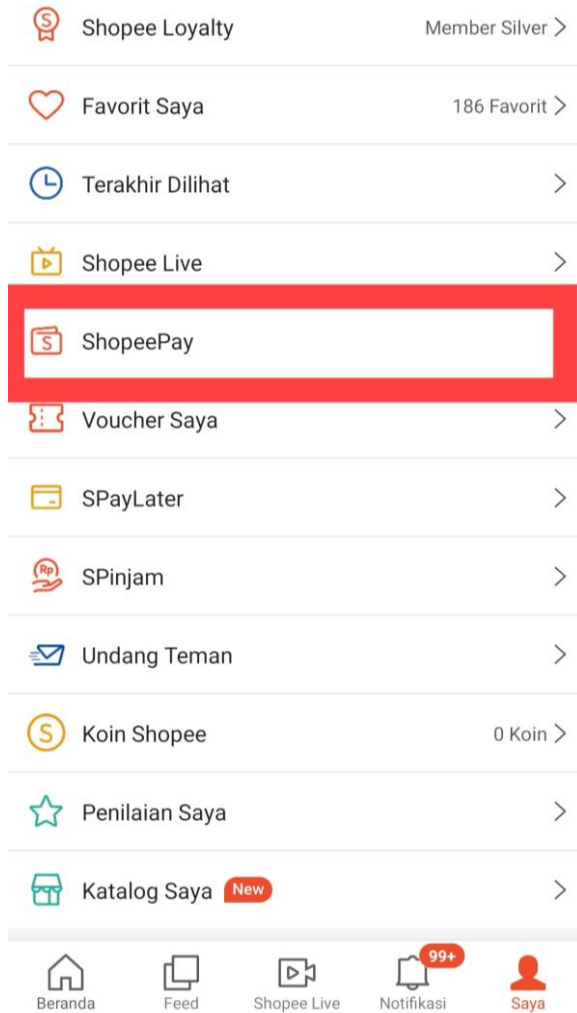 Shopee Loyalty Member Silver
Favorit Saya 186 Favorit
Terakhir Dilihat
Shopee Live
ShopeePay
Voucher Saya
SPayLater
Rp
SPinjam
Undang Teman
Koin Shopee 0 Koin
Penilaian Saya
Katalog Saya New
99+
Beranda Feed Shopee Live Notifikasi Saya